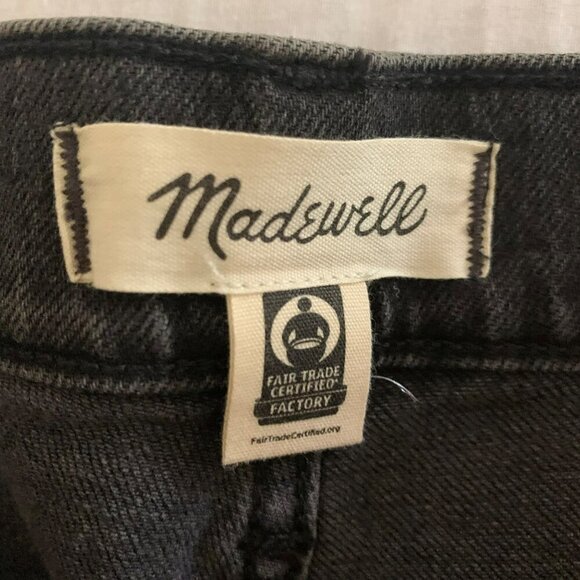 Madewell
FAIR TRADE
CERTIFIED
FACTORY
FairTradeCertified.org